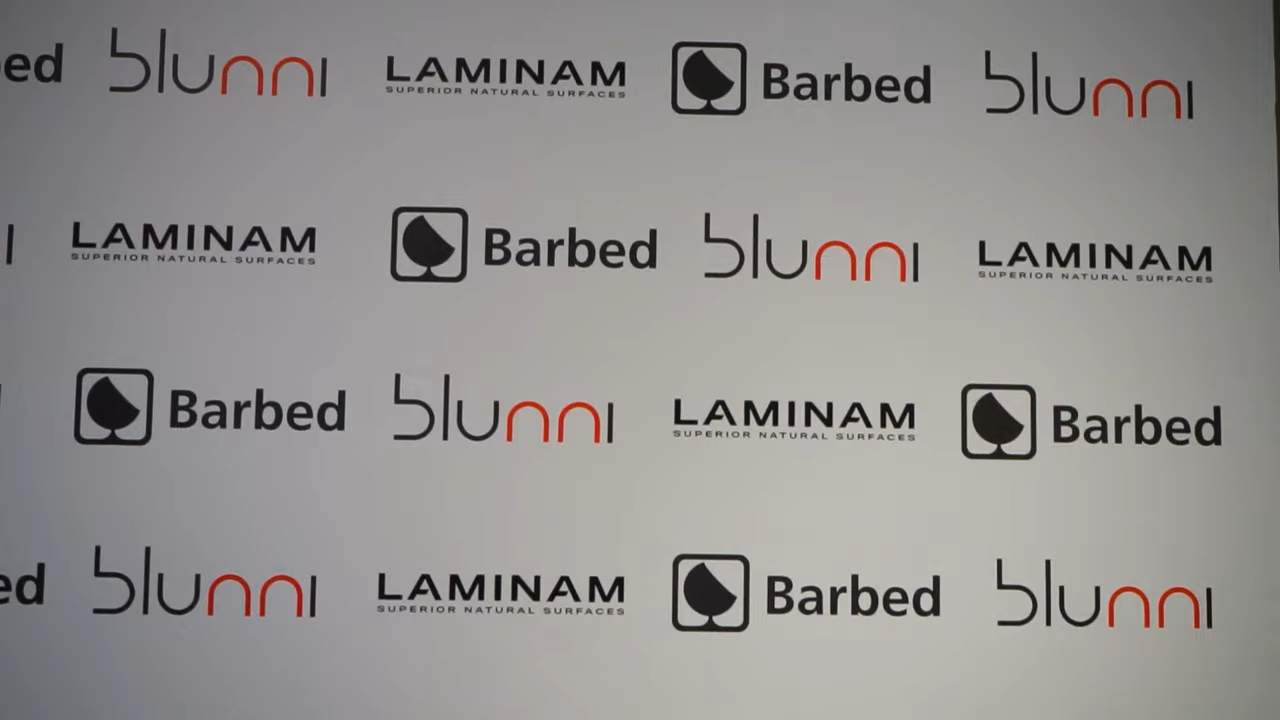 ed blunni LAMINAM Barbed blunni
SUPERIOR NATURAL SURFACES
LAMINAM Barbed blunni LAMINAM
SUPERIOR NATURAL SURFACES SUPERIOR NATURAL SURFACES
Barbed blunni LAMINAM Barbed
SUPERIOR NATURAL SURFACES
ed blunni LAMINAM Barbed blunni
SUPERIOR NATURAL SURFACES